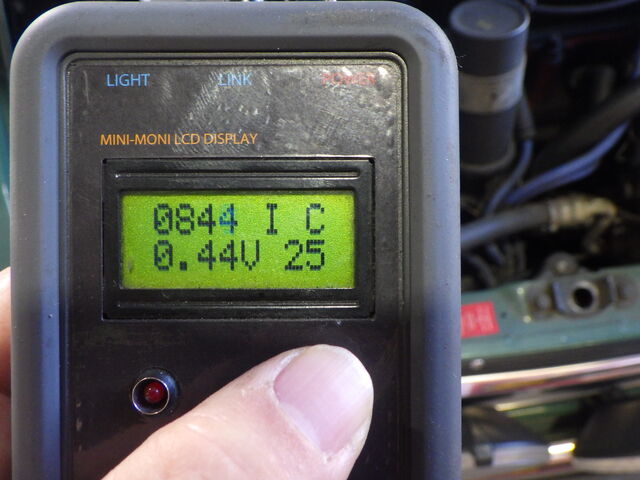 LIGHT LINK POWER
MINI-MONI LCD DISPLAY
0844 I C
0.44V 25